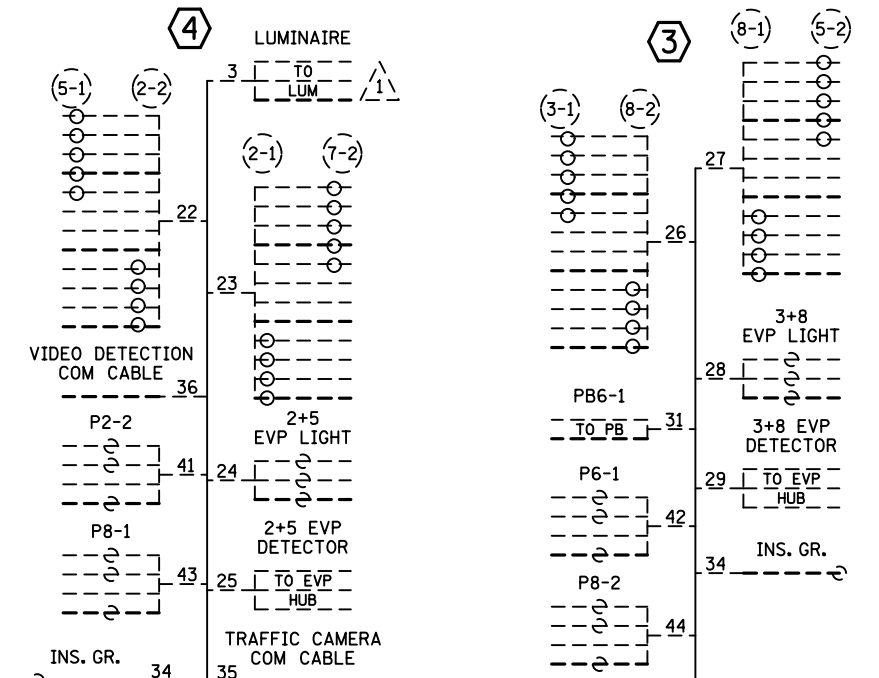 4
LUMINAIRE
3
TO
LUM
1
(5-1)
(2-2)
22
(2-1)
(7-2)
23
VIDEO DETECTION
COM CABLE
36
P2-2
41
2+5
EVP LIGHT
24
P8-1
43
2+5 EVP
DETECTOR
25
TO EVP
HUB
TRAFFIC CAMERA
COM CABLE
INS. GR.
34
35
3
(8-1)
(5-2)
27
(3-1)
(8-2)
26
3+8
EVP LIGHT
28
PB6-1
TO PB
31
3+8 EVP
DETECTOR
29
TO EVP
HUB
P6-1
42
INS. GR.
34
P8-2
44